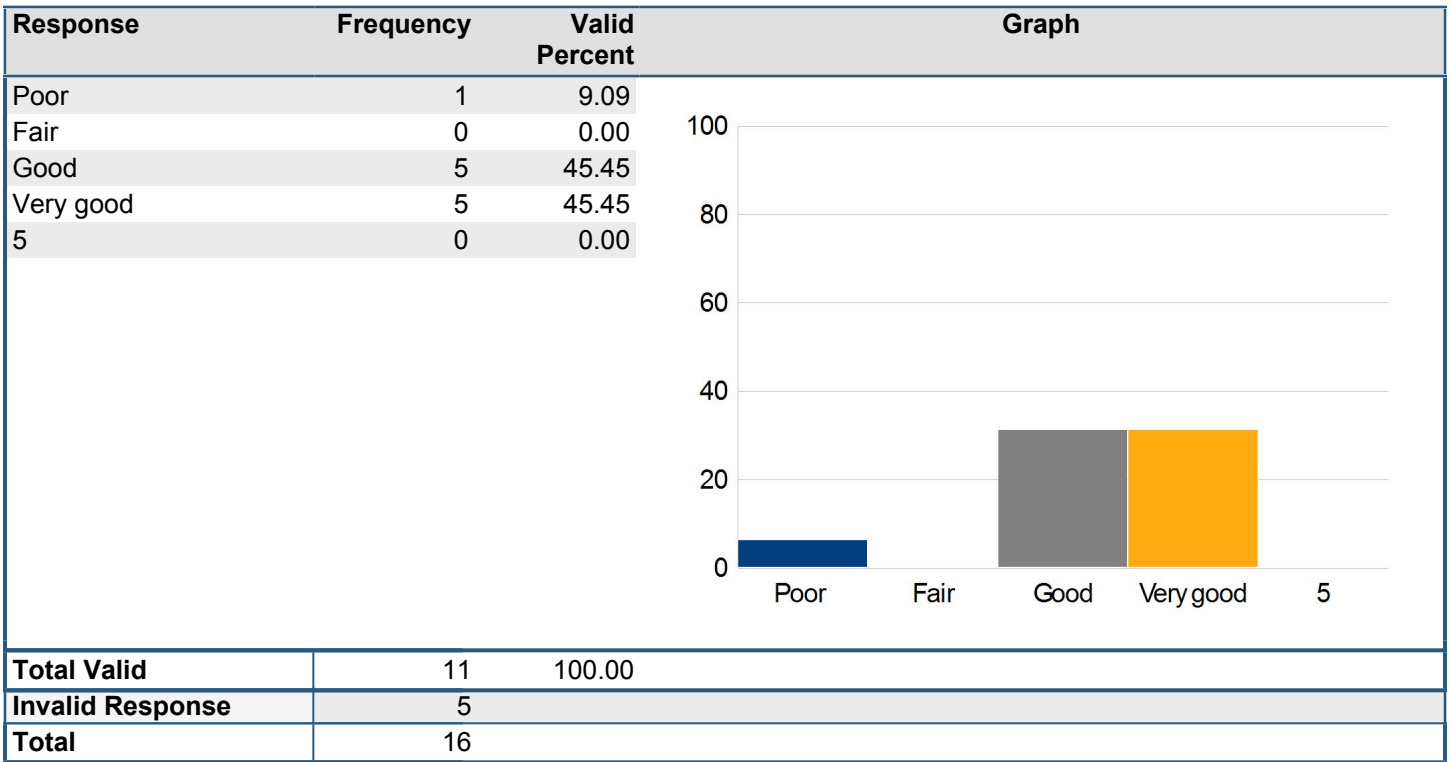 Response Frequency Valid Percent Graph
Poor 1 9.09
Fair 0 0.00
Good 5 45.45
Very good 5 45.45
5 0 0.00
100
80
60
40
20
0
Poor Fair Good Very good 5
Total Valid 11 100.00
Invalid Response 5
Total 16